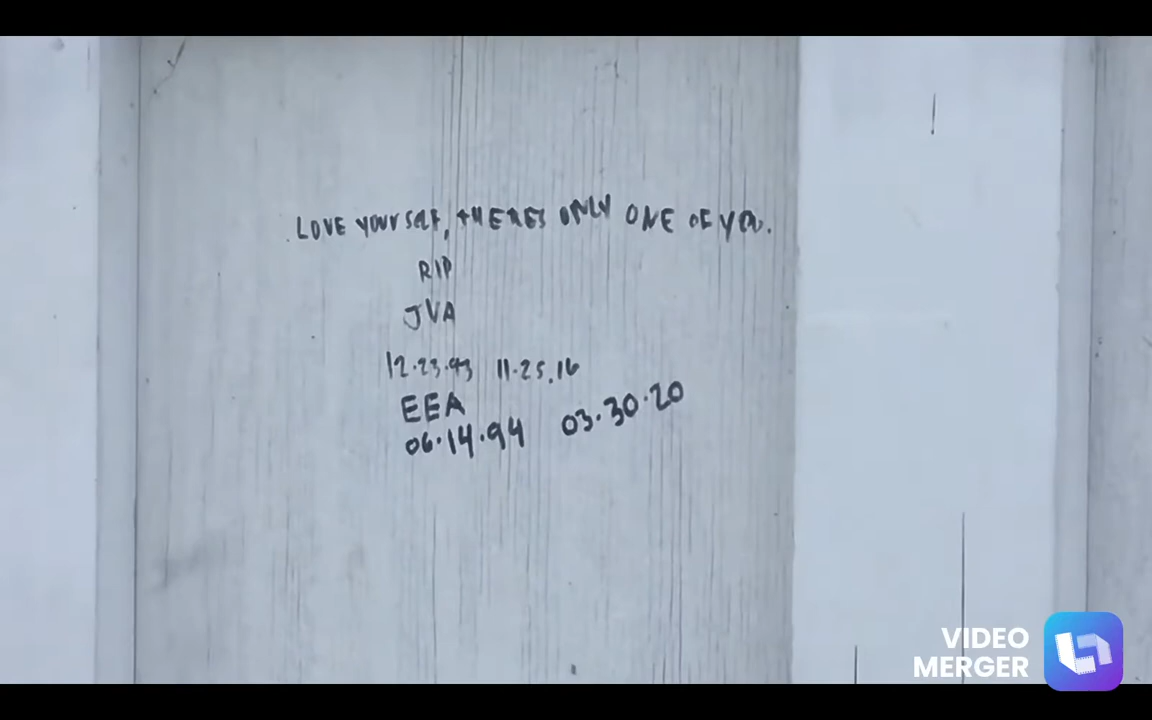 LOVE YOURSELF, THERES ONLY ONE OF YOU.
RIP
JVA
12.23.93 11.25.16
EEA
06.14.94 03.30.20
VIDEO
MERGER